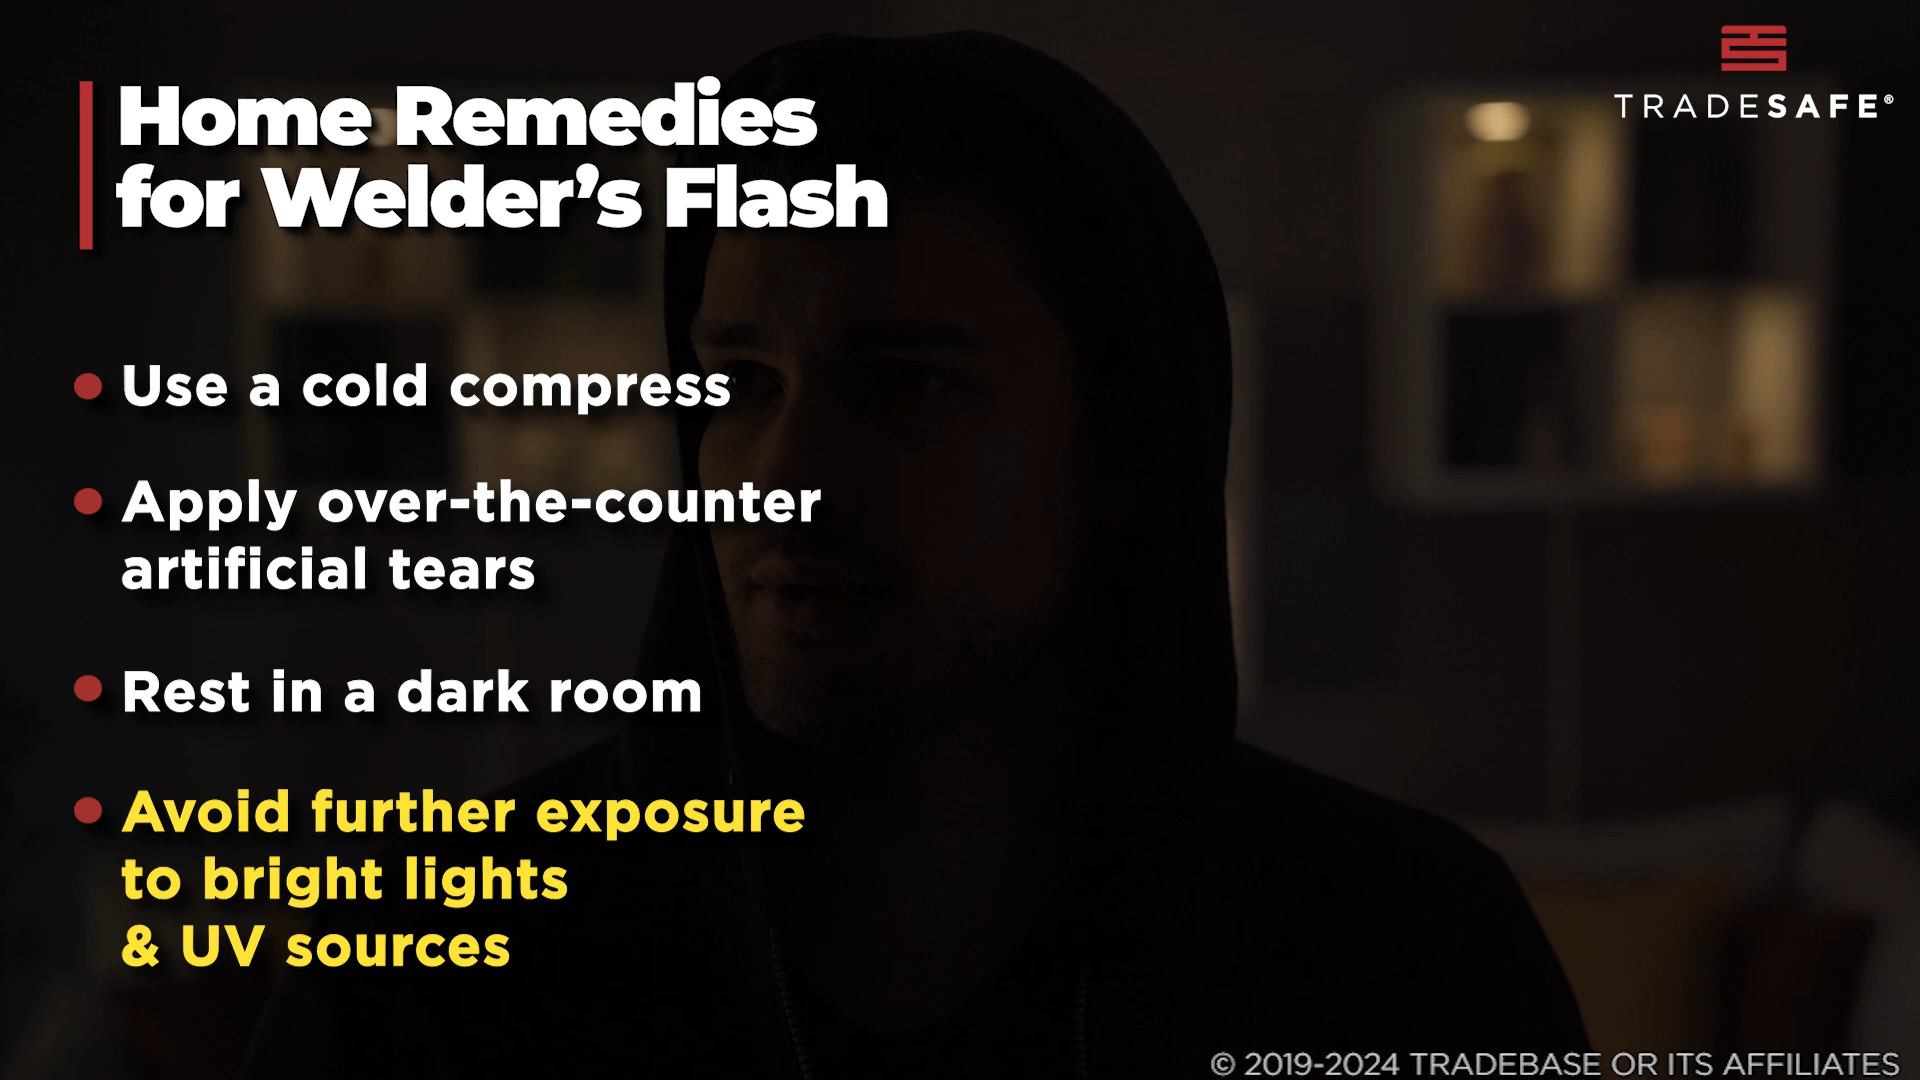 TRADESAFE®
Home Remedies
for Welder’s Flash
Use a cold compress
Apply over-the-counter
artificial tears
Rest in a dark room
Avoid further exposure
to bright lights
& UV sources
© 2019-2024 TRADEBASE OR ITS AFFILIATES